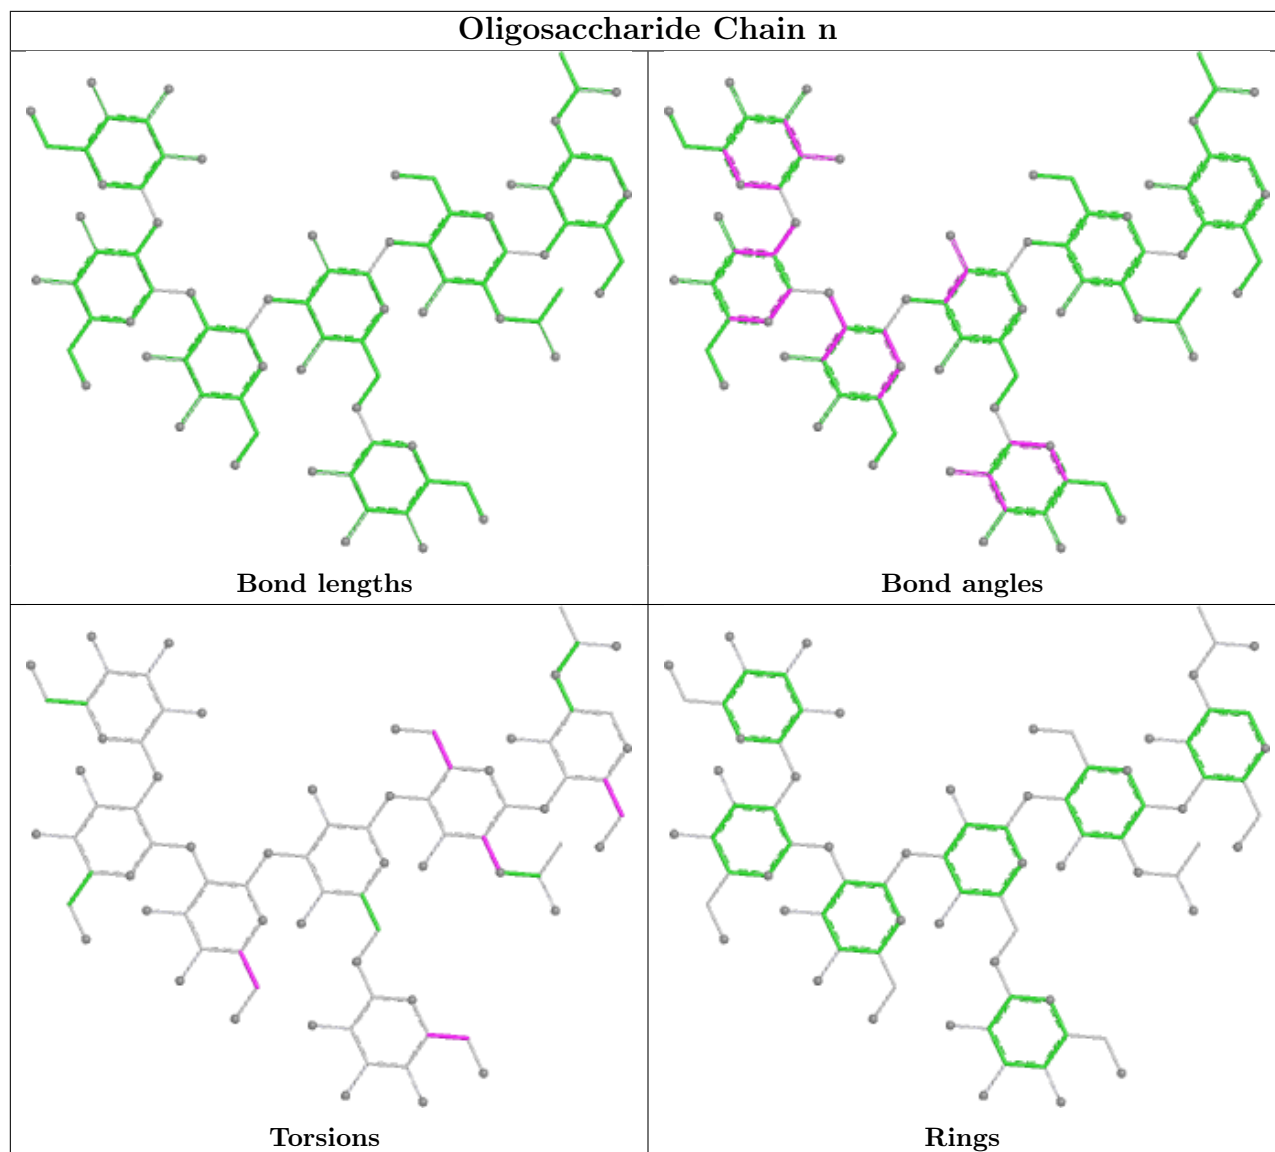 Oligosaccharide Chain n
Bond lengths
Bond angles
Torsions
Rings